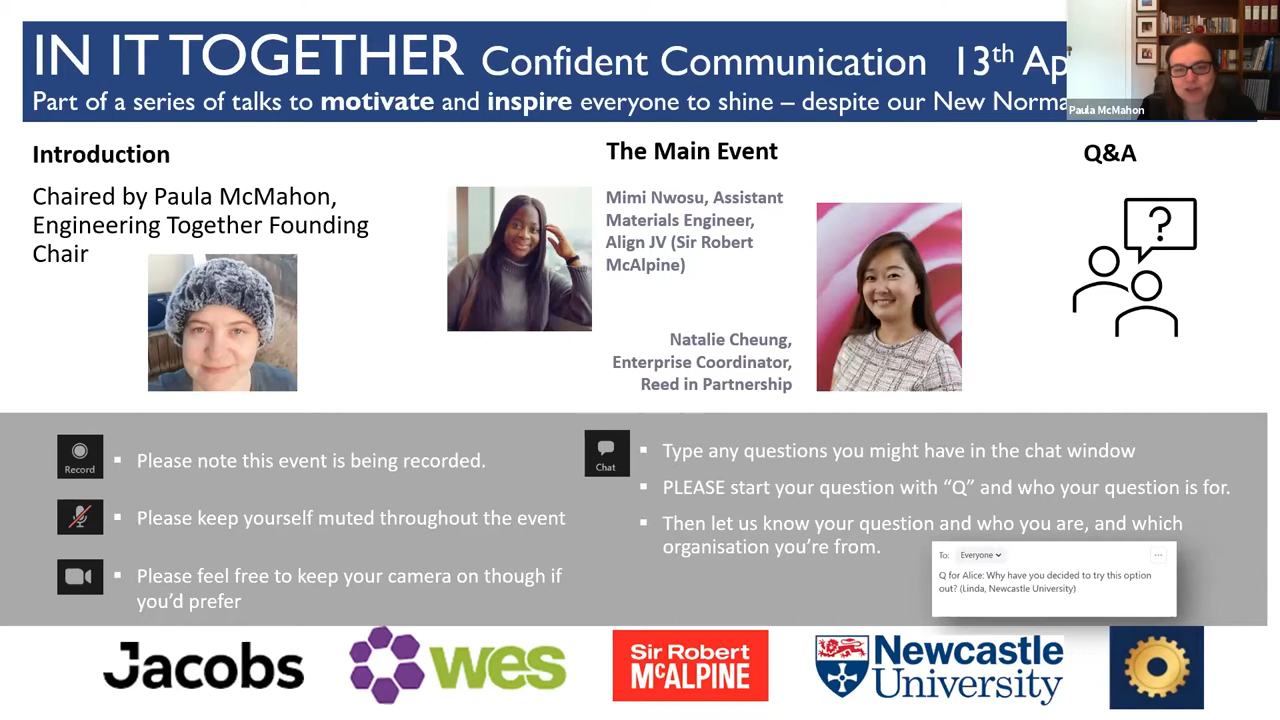 IN IT TOGETHER Confident Communication 13th Ap
Part of a series of talks to motivate and inspire everyone to shine – despite our New Norma
Paula McMahon
Introduction
Chaired by Paula McMahon,
Engineering Together Founding
Chair
The Main Event
Mimi Nwosu, Assistant
Materials Engineer,
Align JV (Sir Robert
McAlpine)
Natalie Cheung,
Enterprise Coordinator,
Reed in Partnership
Q&A
?
Record
▪ Please note this event is being recorded.
▪ Please keep yourself muted throughout the event
▪ Please feel free to keep your camera on though if
you’d prefer
Chat
▪ Type any questions you might have in the chat window
▪ PLEASE start your question with “Q” and who your question is for.
▪ Then let us know your question and who you are, and which
organisation you’re from.
To: Everyone ...
Q for Alice: Why have you decided to try this option
out? (Linda, Newcastle University)
Jacobs
wes
Sir Robert
McALPINE
Newcastle
University